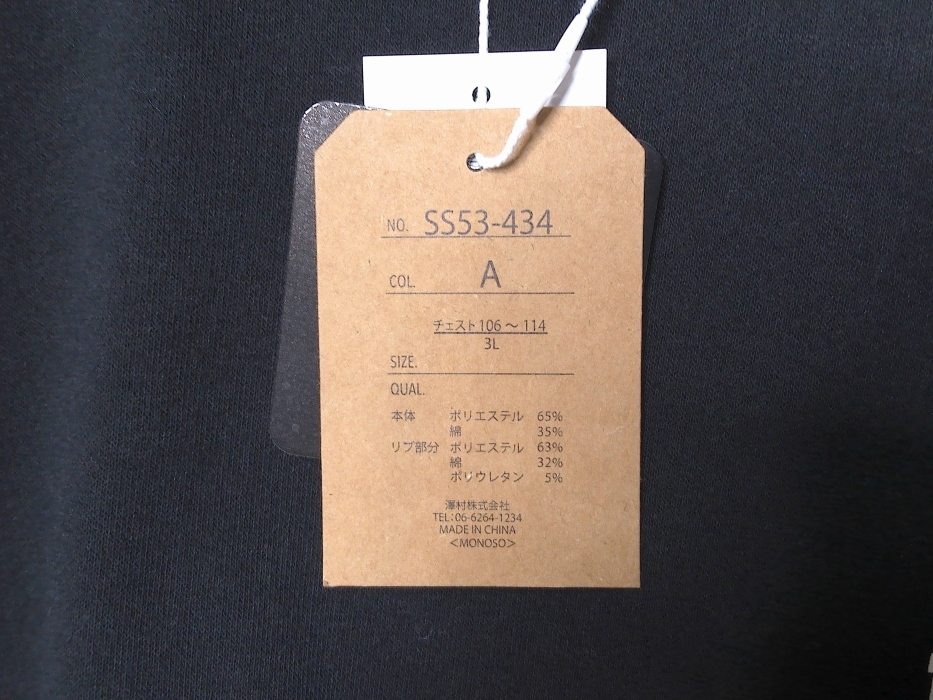 NO. SS53-434
COL. A
チェスト106～114
3L
SIZE.
QUAL.
本体 ポリエステル 65%
綿 35%
リブ部分 ポリエステル 63%
綿 32%
ポリウレタン 5%
澤村株式会社
TEL:06-6264-1234
MADE IN CHINA
<MONOSO>